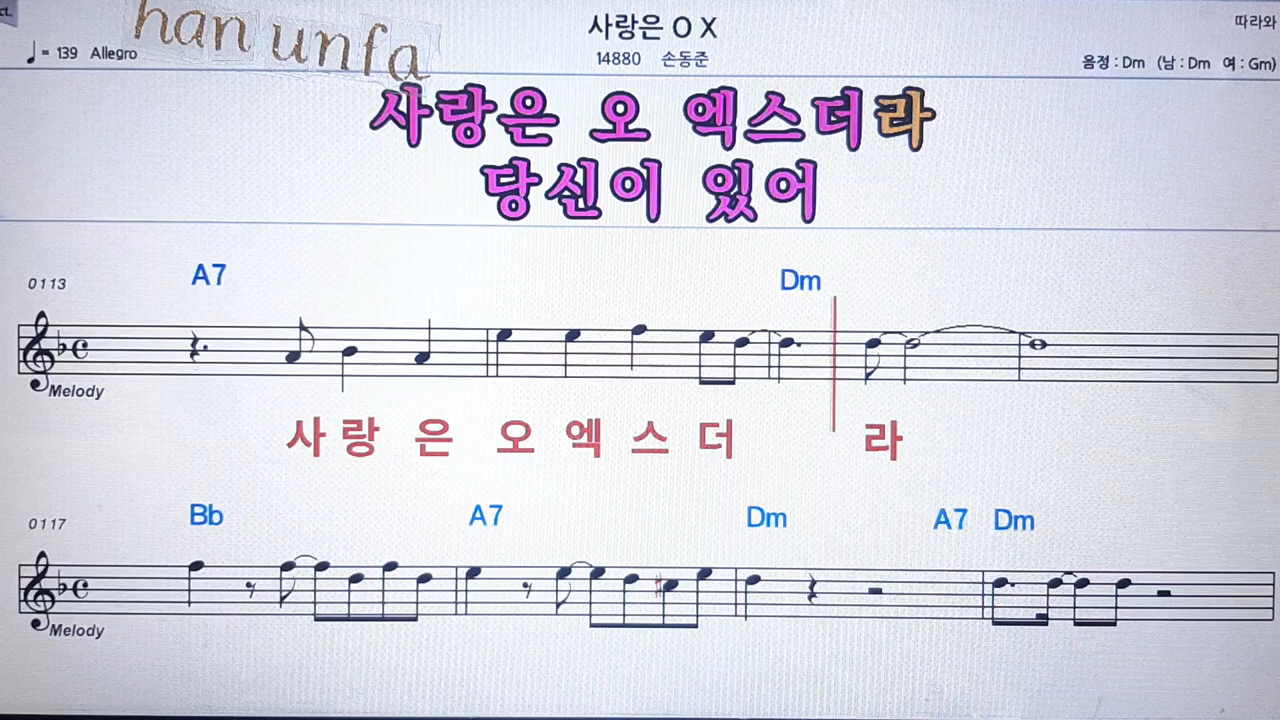 ct.
han unfa
사랑은 O X
따라와
♩= 139 Allegro
14880 손동준
음정 : Dm (남 : Dm 여 : Gm)
사랑은 오 엑스더라
당신이 있어
0113
A7 Dm
Melody
사 랑 은 오 엑 스 더 라
0117
Bb A7 Dm A7 Dm
Melody